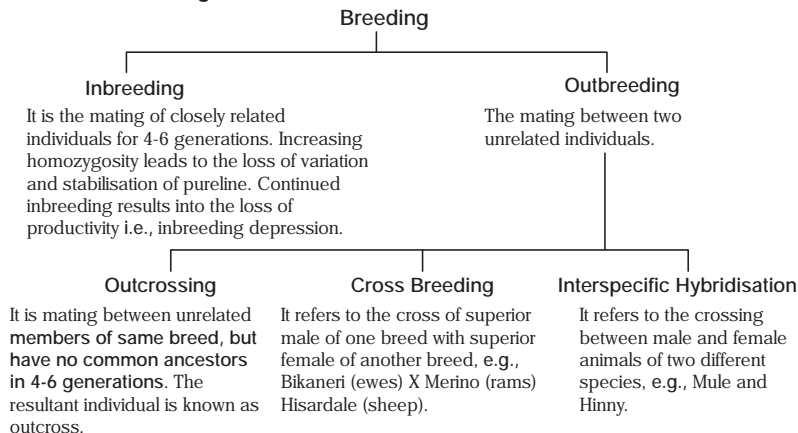 Breeding
Inbreeding
It is the mating of closely related
individuals for 4-6 generations. Increasing
homozygosity leads to the loss of variation
and stabilisation of pureline. Continued
inbreeding results into the loss of
productivity i.e., inbreeding depression.
Outbreeding
The mating between two
unrelated individuals.
Outcrossing
It is mating between unrelated
members of same breed, but
have no common ancestors
in 4-6 generations. The
resultant individual is known as
outcross.
Cross Breeding
It refers to the cross of superior
male of one breed with superior
female of another breed, e.g.,
Bikaneri (ewes) X Merino (rams)
Hisardale (sheep).
Interspecific Hybridisation
It refers to the crossing
between male and female
animals of two different
species, e.g., Mule and
Hinny.